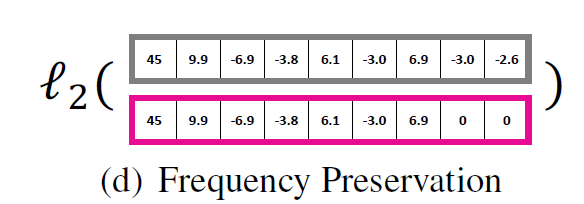 ℓ2( 45 9.9 -6.9 -3.8 6.1 -3.0 6.9 -3.0 -2.6 )
45 9.9 -6.9 -3.8 6.1 -3.0 6.9 0 0
(d) Frequency Preservation